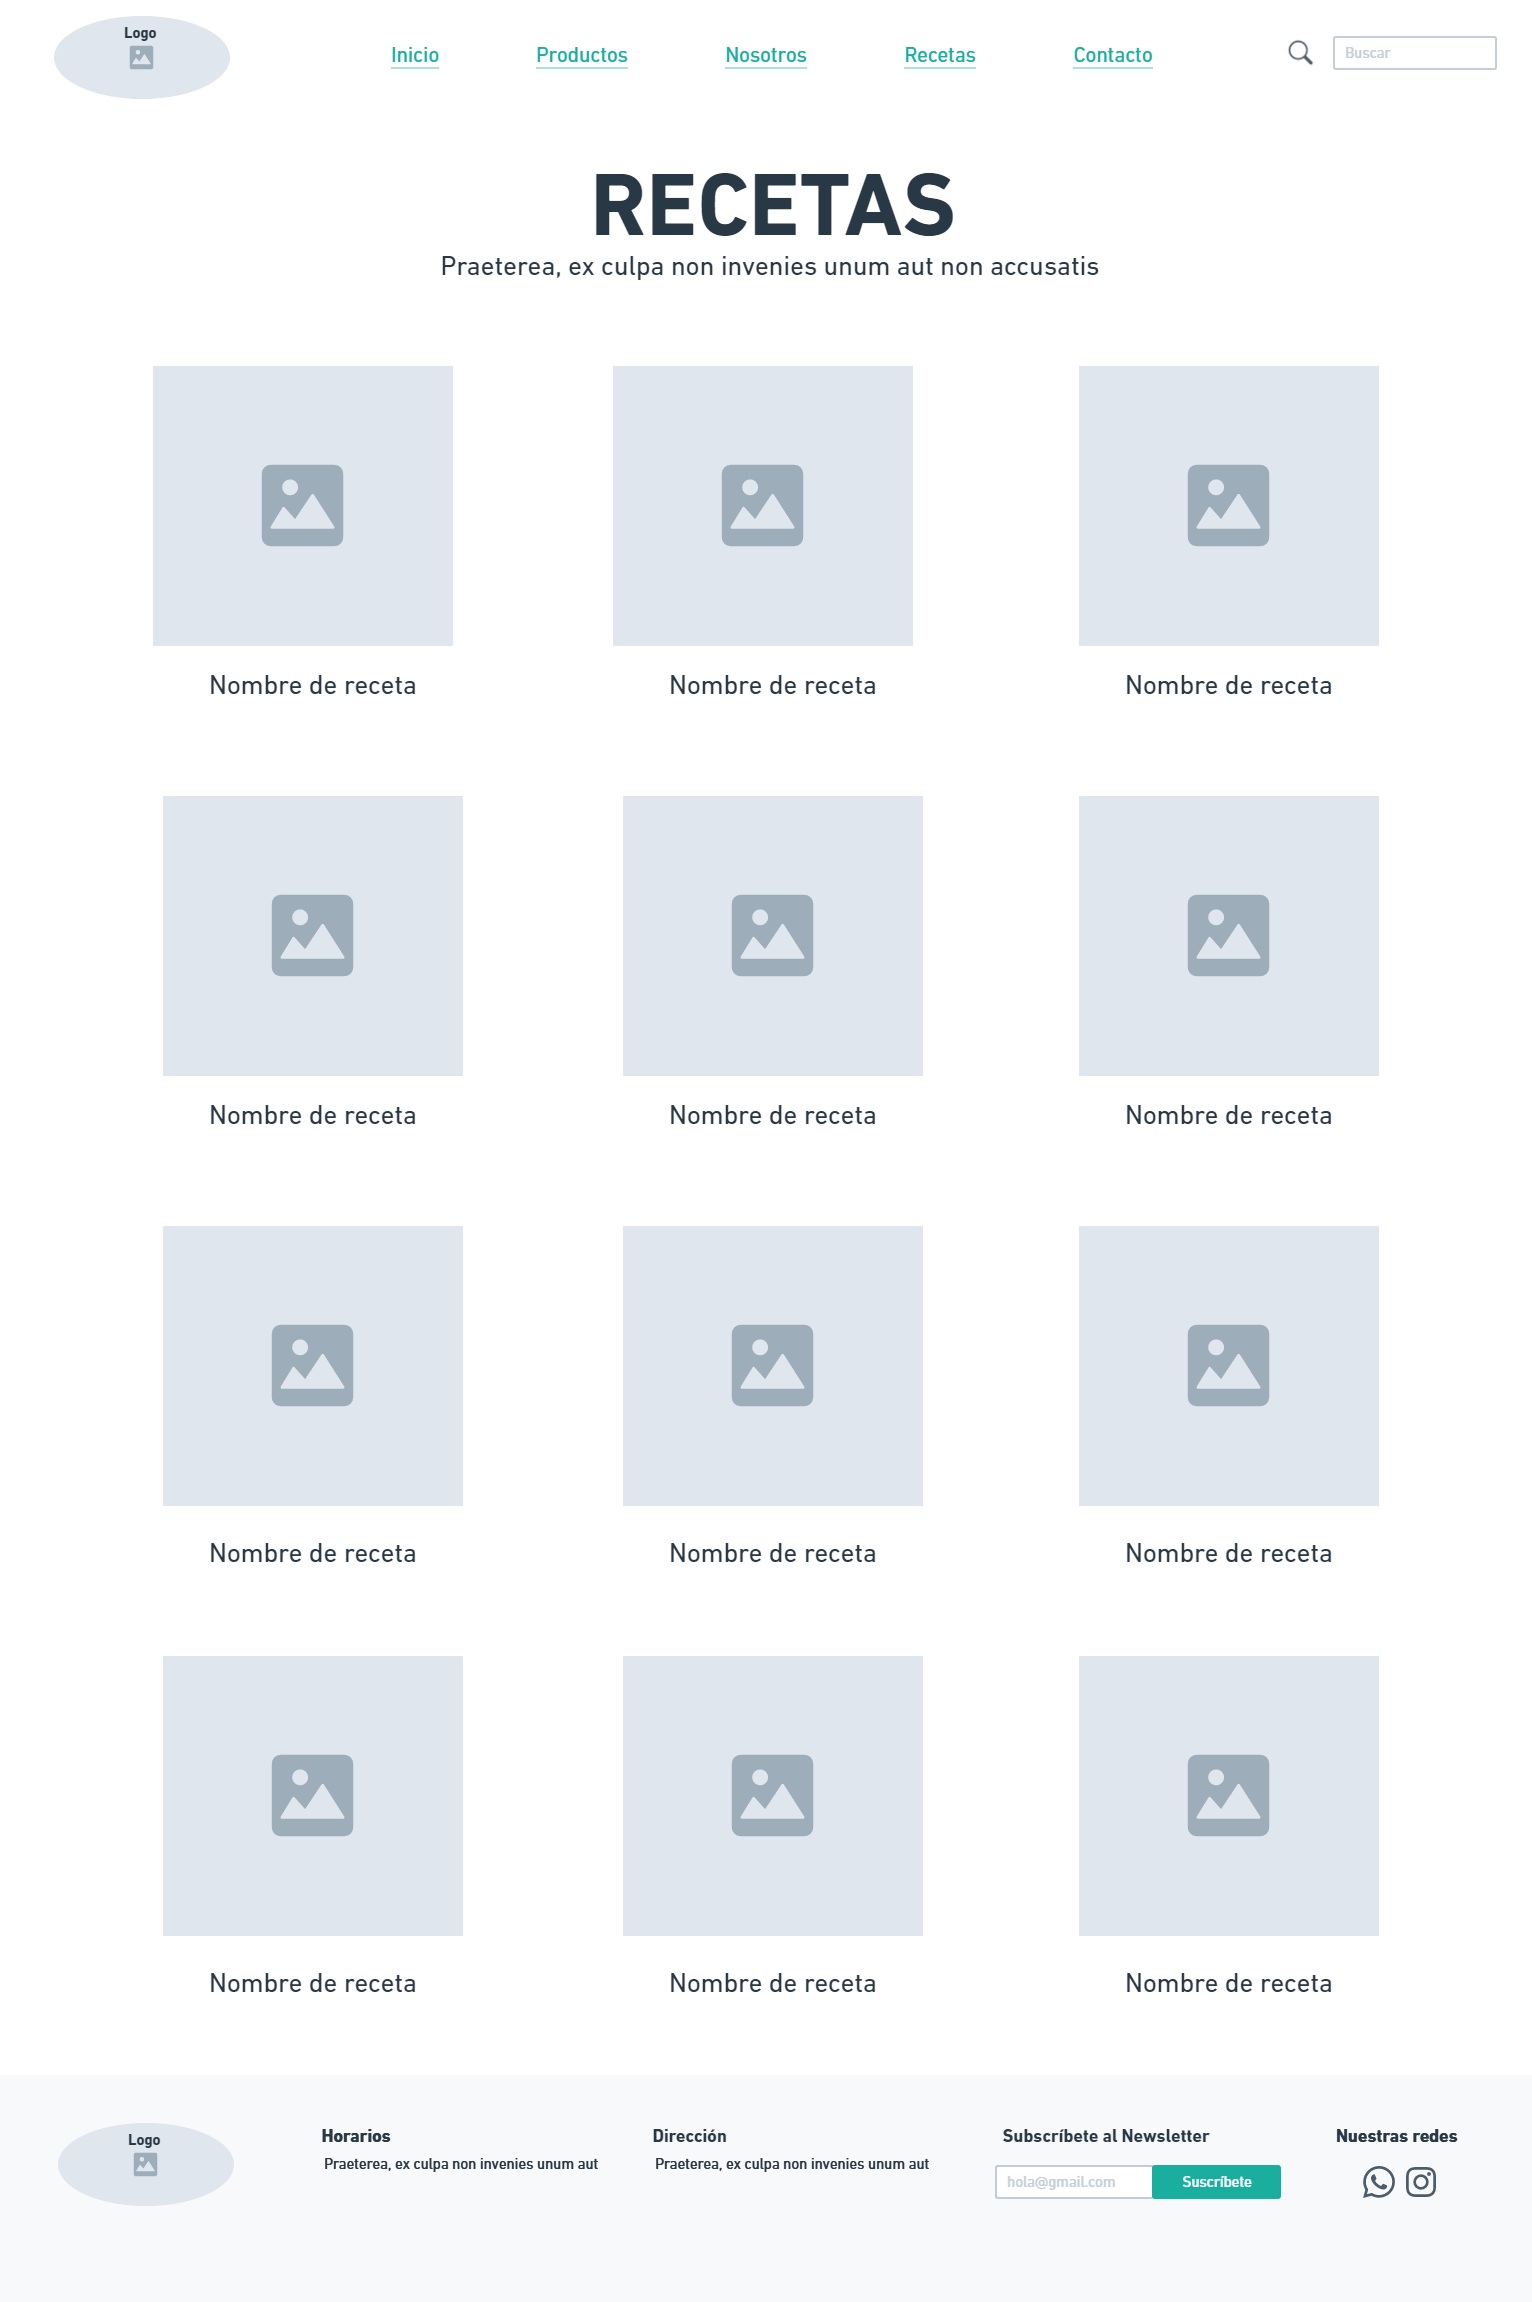 Logo
Inicio
Productos
Nosotros
Recetas
Contacto
Buscar
RECETAS
Praeterea, ex culpa non invenies unum aut non accusatis
Nombre de receta
Nombre de receta
Nombre de receta
Nombre de receta
Nombre de receta
Nombre de receta
Nombre de receta
Nombre de receta
Nombre de receta
Nombre de receta
Nombre de receta
Nombre de receta
Logo
Horarios
Praeterea, ex culpa non invenies unum aut
Dirección
Praeterea, ex culpa non invenies unum aut
Subscríbete al Newsletter
hola@gmail.com
Suscríbete
Nuestras redes